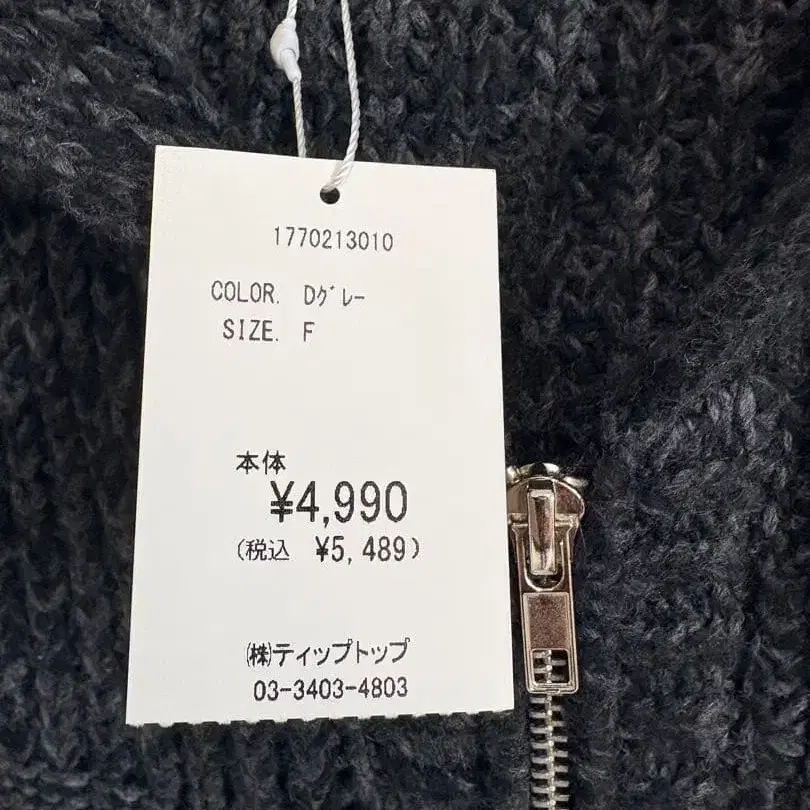 1770213010
COLOR. Dｸﾞﾚｰ
SIZE. F
本体
¥4,990
(税込 ¥5,489)
㈱ティップトップ
03-3403-4803